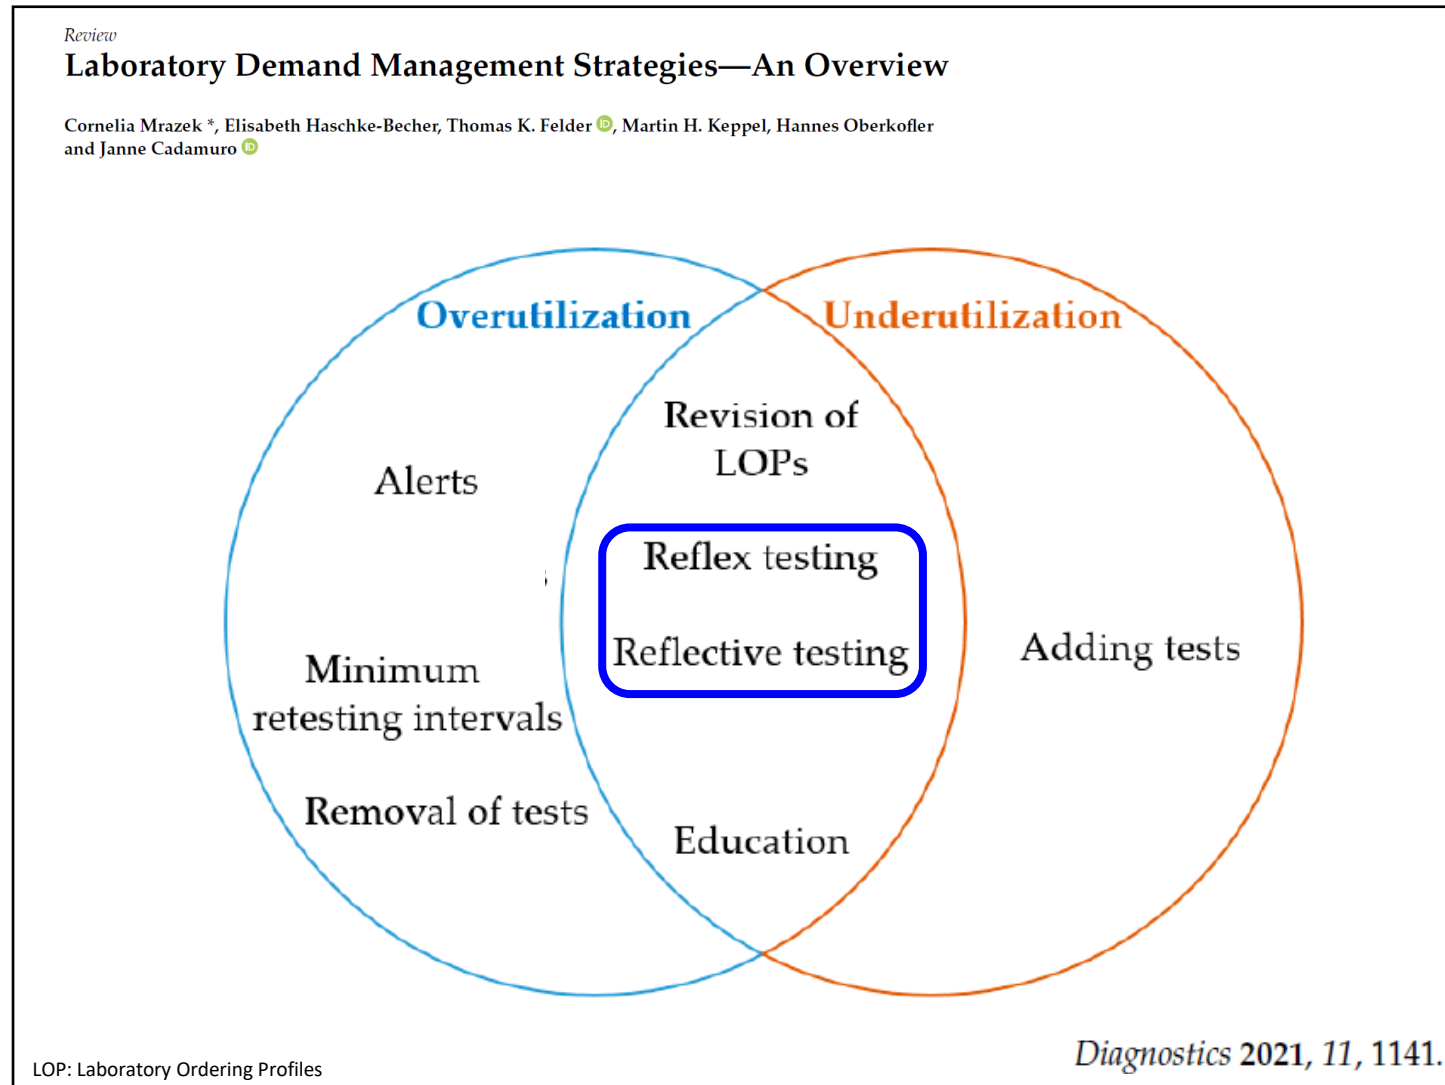 Review
Laboratory Demand Management Strategies—An Overview
Cornelia Mrazek *, Elisabeth Haschke-Becher, Thomas K. Felder iD, Martin H. Keppel, Hannes Oberkofler
and Janne Cadamuro iD
Overutilization
Underutilization
Revision of
LOPs
Alerts
Reflex testing
Reflective testing
Adding tests
Minimum
retesting intervals
Removal of tests
Education
Diagnostics 2021, 11, 1141.
LOP: Laboratory Ordering Profiles